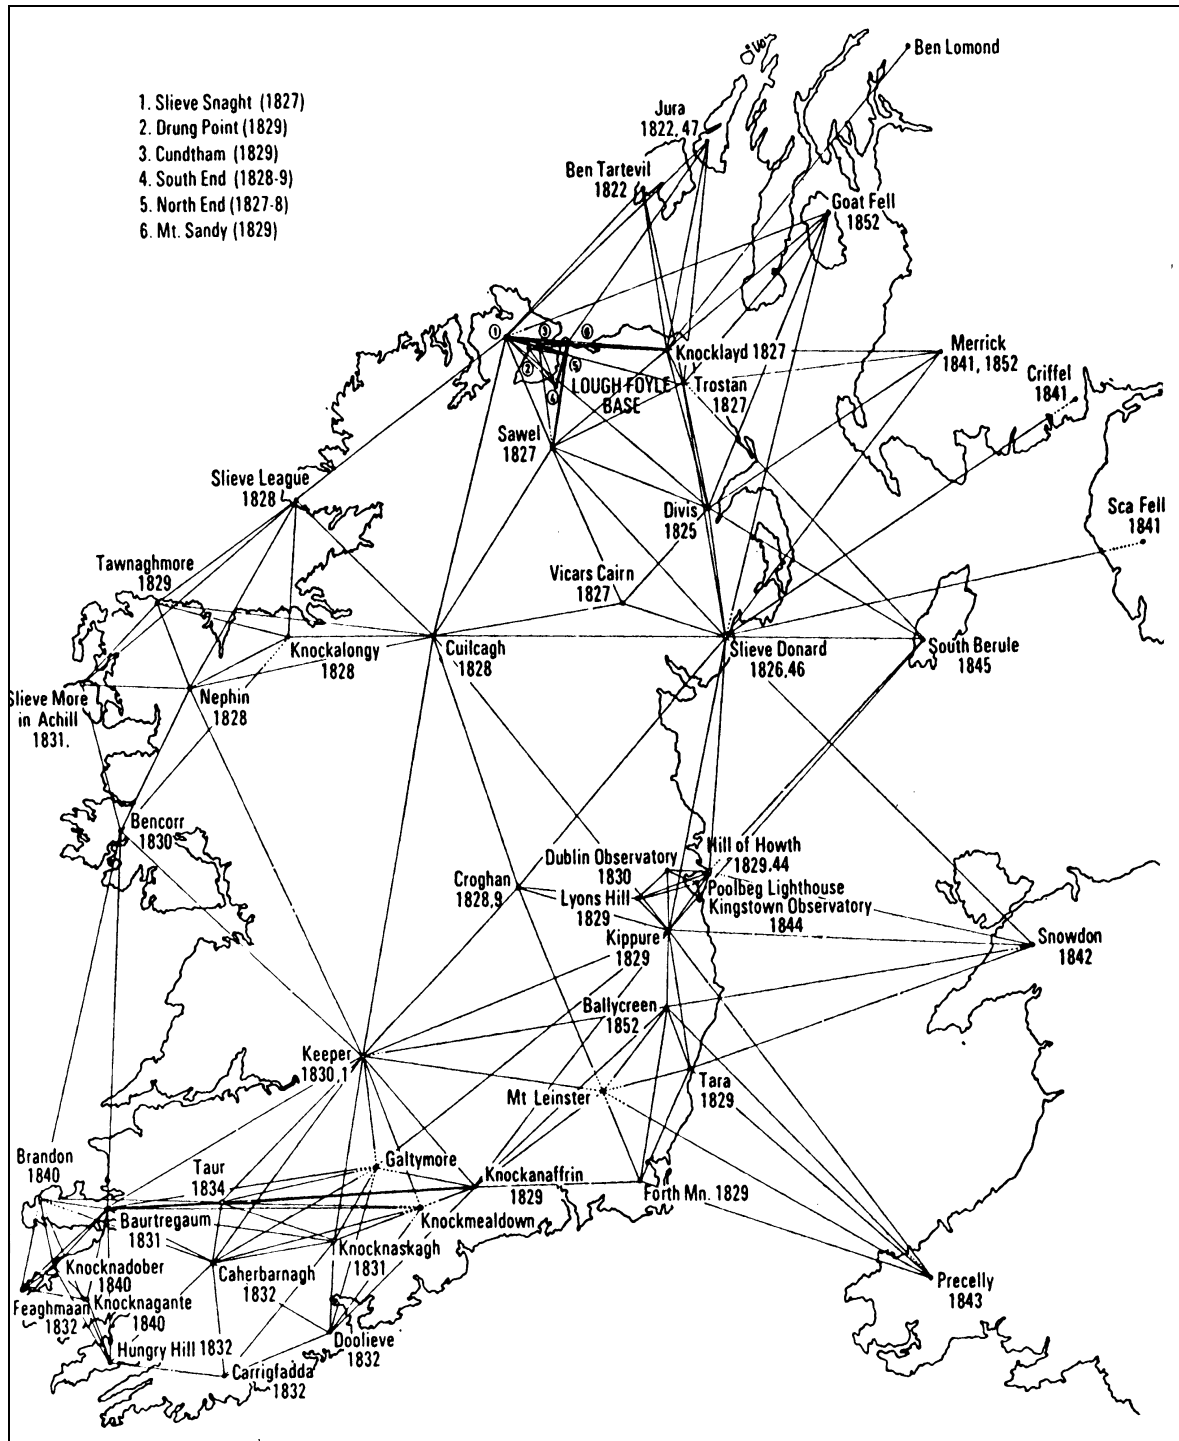 Ben Lomond
1. Slieve Snaght (1827)
2. Drung Point (1829)
3. Cundtham (1829)
4. South End (1828-9)
5. North End (1827-8)
6. Mt. Sandy (1829)
Jura
1822, 47
Ben Tartevil
1822
Goat Fell
1852
1
3
6
Knocklayd 1827
Merrick
1841, 1852
2
5
4
LOUGH FOYLE
BASE
Trostan
1827
Criffel
1841
Sawel
1827
Slieve League
1828
Divis
1825
Sca Fell
1841
Tawnaghmore
1829
Vicars Cairn
1827
Knockalongy
1828
Cuilcagh
1828
Slieve Donard
1826,46
South Berule
1845
Slieve More
in Achill
1831.
Nephin
1828
Bencorr
1830
Hill of Howth
1829.44
Dublin Observatory
1830
Croghan
1828,9
Lyons Hill
1829
Poolbeg Lighthouse
Kingstown Observatory
1844
Kippure
1829
Snowdon
1842
Ballycreen
1852
Keeper
1830,1
Mt Leinster
Tara
1829
Brandon
1840
Taur
1834
Galtymore
Knockanaffrin
1829
Forth Mn. 1829
Baurtregaum
1831
Knockmealdown
Knocknaskagh
1831
Knocknadober
1840
Caherbarnagh
1832
Precelly
1843
Feaghmaan
1832
Knocknagante
1840
Hungry Hill 1832
Doolieve
1832
Carrigfadda
1832